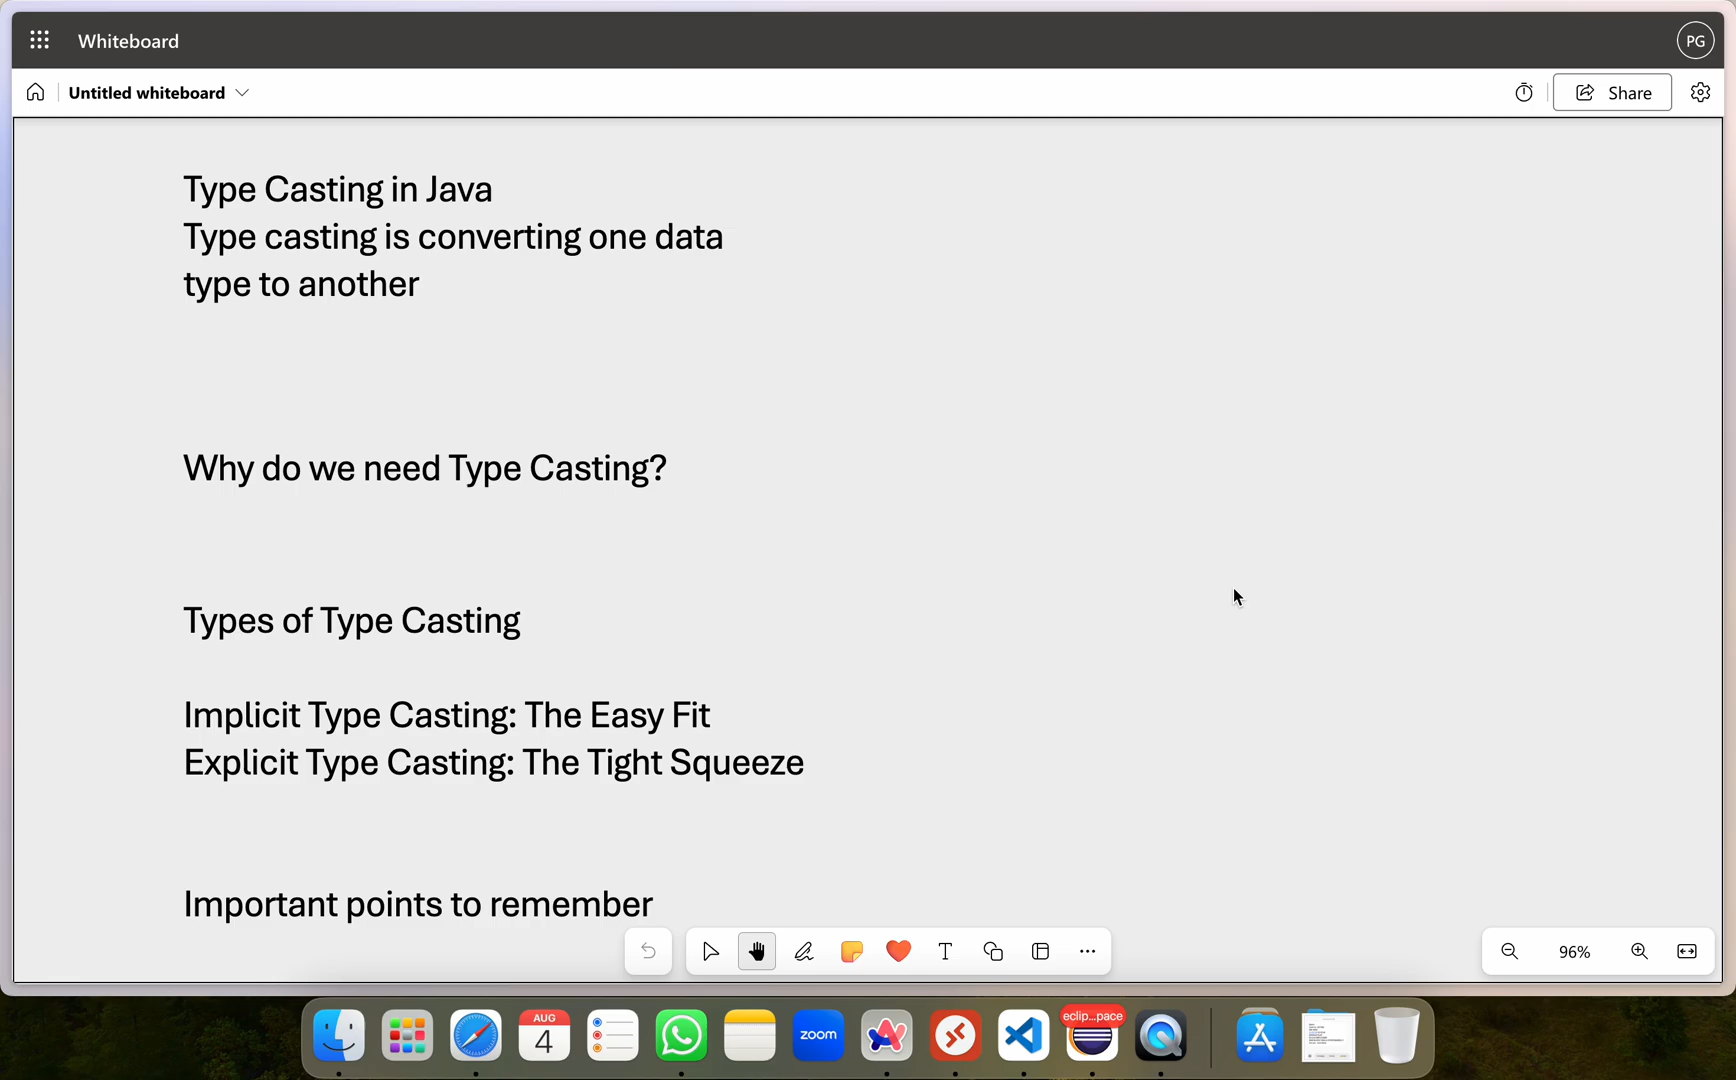 Whiteboard
PG
Untitled whiteboard
Share
Type Casting in Java
Type casting is converting one data
type to another
Why do we need Type Casting?
Types of Type Casting
Implicit Type Casting: The Easy Fit
Explicit Type Casting: The Tight Squeeze
Important points to remember
T
96%
AUG
4
zoom
eclip...pace